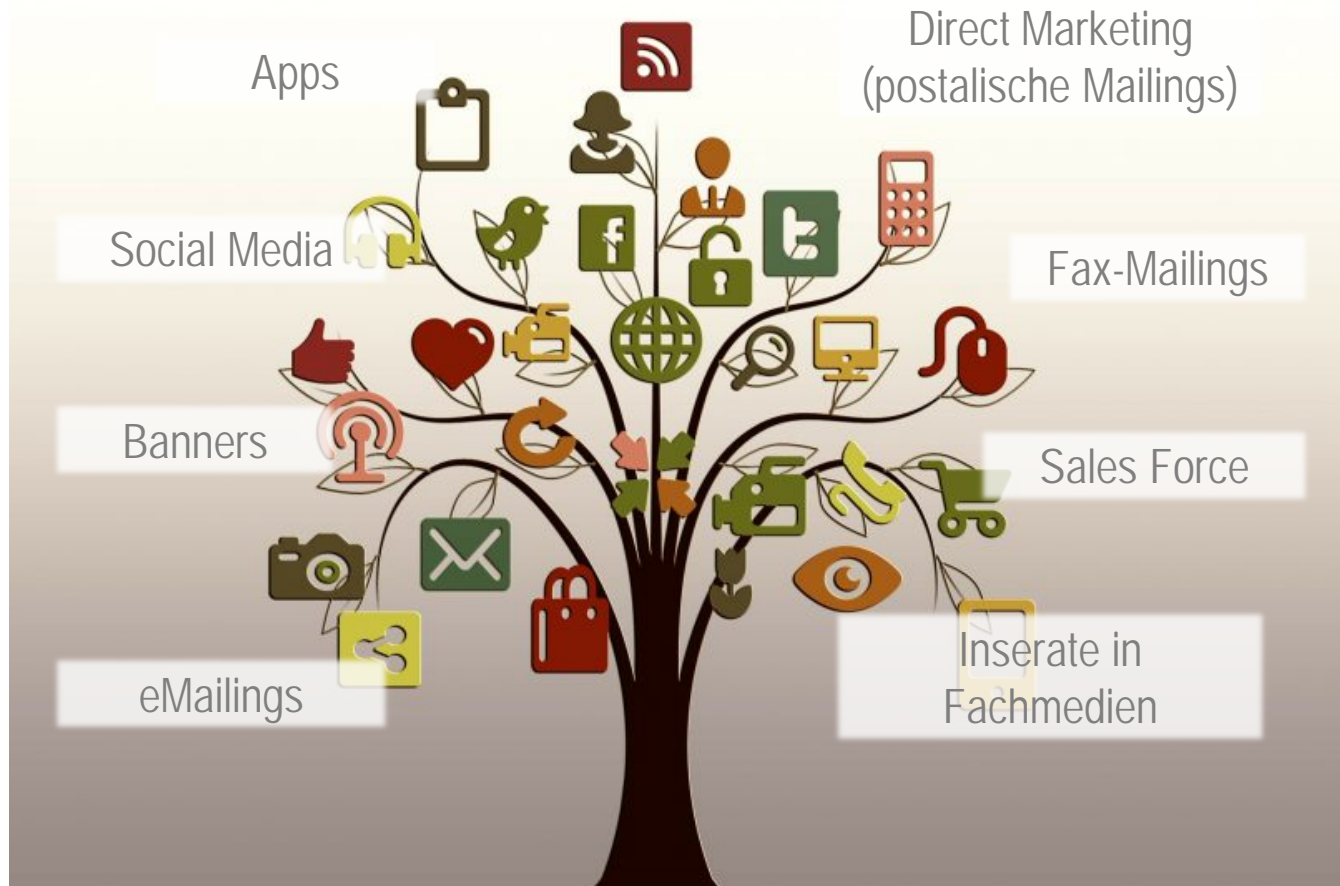 Apps
Direct Marketing
(postalische Mailings)
Social Media
Fax-Mailings
Banners
Sales Force
eMailings
Inserate in
Fachmedien